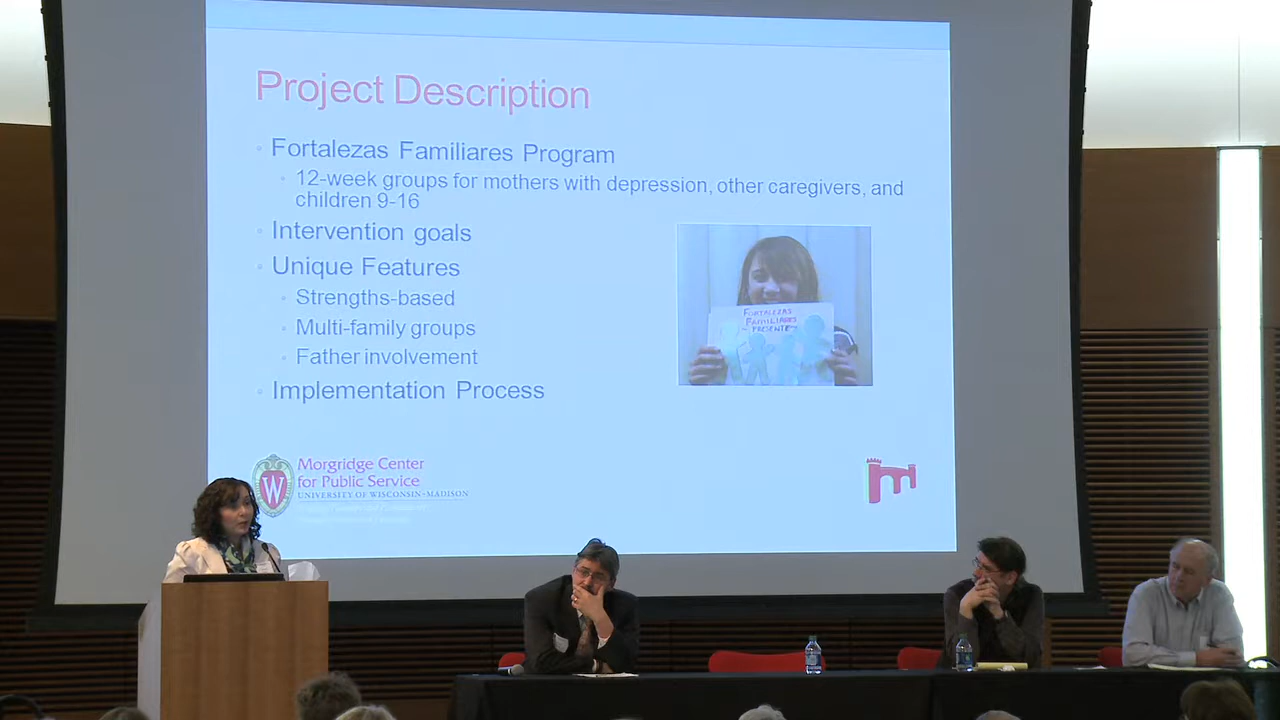 Project Description
Fortalezas Familiares Program
12-week groups for mothers with depression, other caregivers, and
children 9-16
Intervention goals
Unique Features
Strengths-based
Multi-family groups
Father involvement
Implementation Process
FORTALEZAS
FAMILIARES
PRESENTE
W
Morgridge Center
for Public Service
UNIVERSITY OF WISCONSIN-MADISON